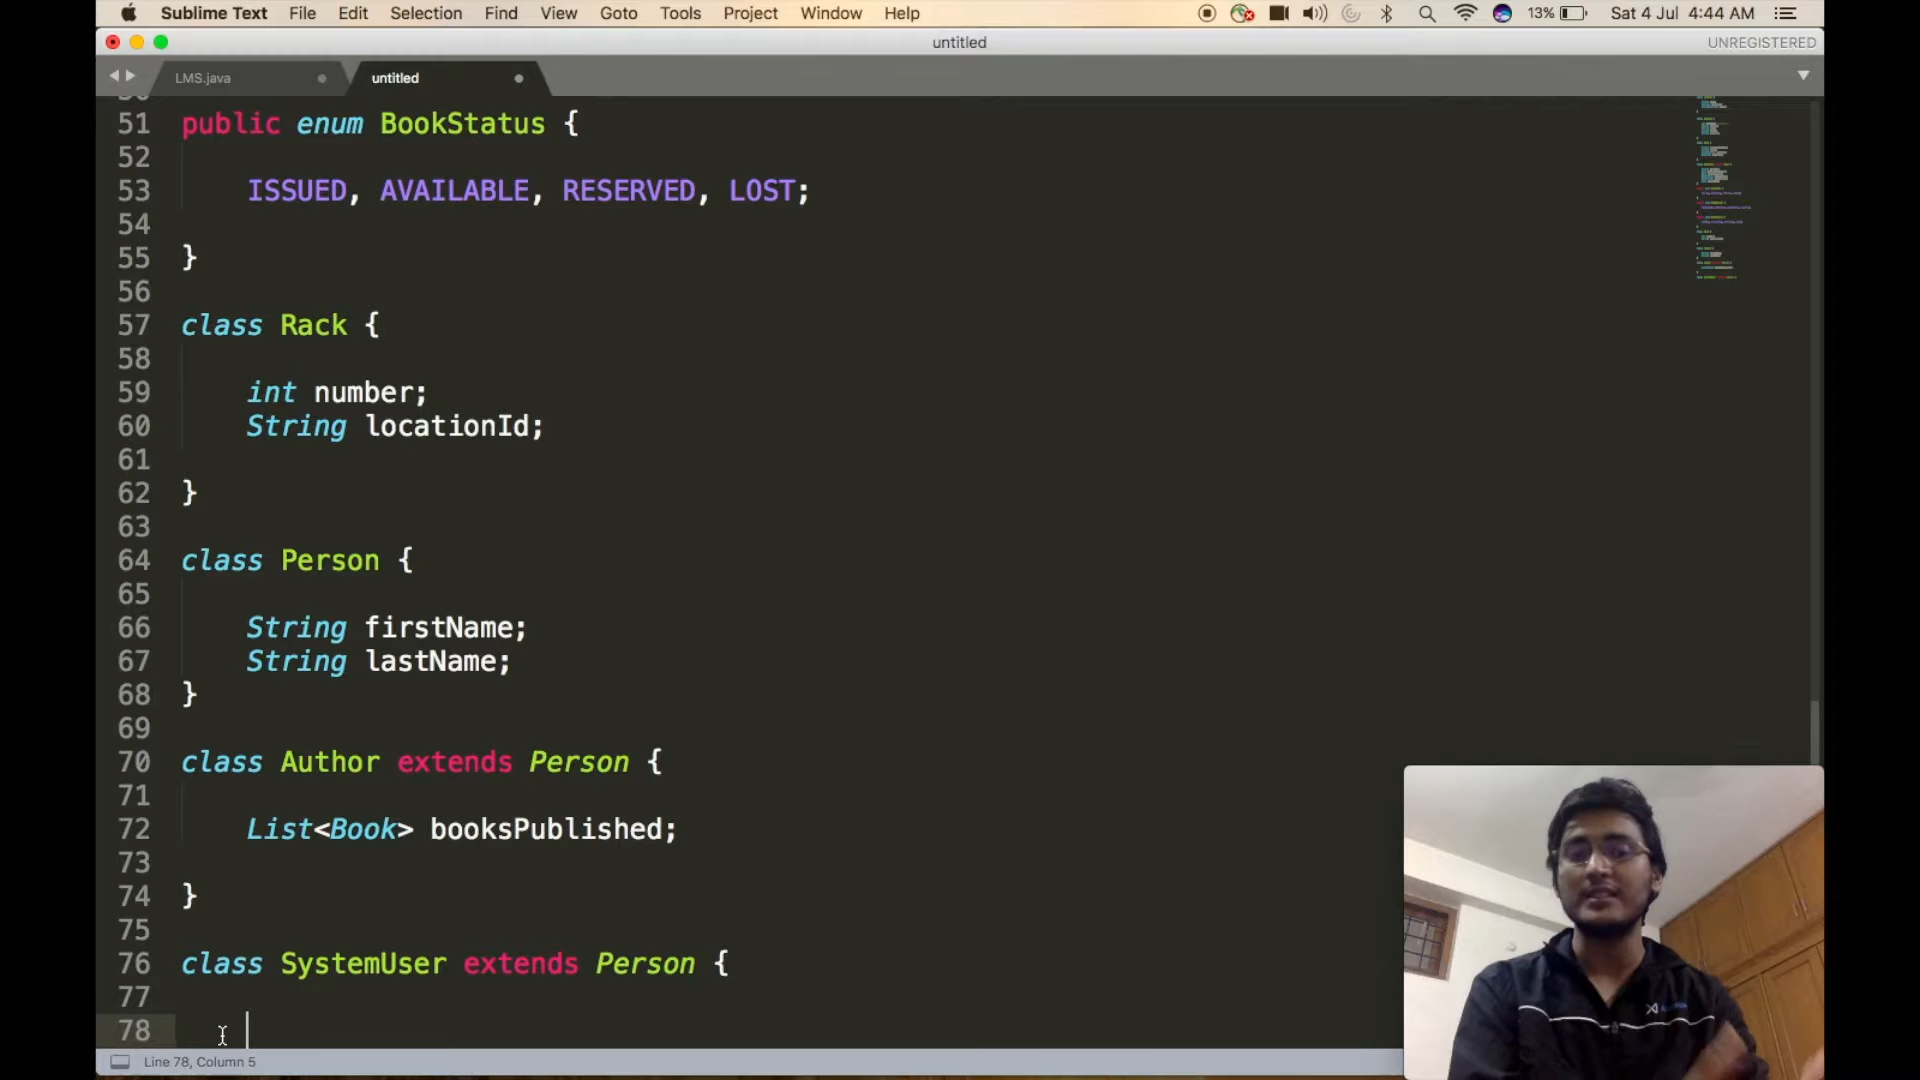 Sublime Text File Edit Selection Find View Goto Tools Project Window Help 13% Sat 4 Jul 4:44 AM
untitled UNREGISTERED
LMS.java untitled
51 public enum BookStatus {
52
53 ISSUED, AVAILABLE, RESERVED, LOST;
54
55 }
56
57 class Rack {
58
59 int number;
60 String locationId;
61
62 }
63
64 class Person {
65
66 String firstName;
67 String lastName;
68 }
69
70 class Author extends Person {
71
72 List<Book> booksPublished;
73
74 }
75
76 class SystemUser extends Person {
77
78
Line 78, Column 5